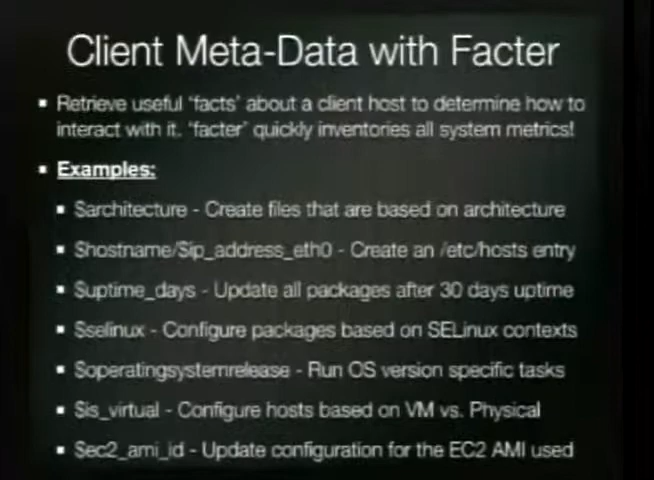 Client Meta-Data with Facter
Retrieve useful 'facts' about a client host to determine how to
interact with it. 'facter' quickly inventories all system metrics!
Examples:
$architecture - Create files that are based on architecture
$hostname/$ip_address_eth0 - Create an /etc/hosts entry
$uptime_days - Update all packages after 30 days uptime
$selinux - Configure packages based on SELinux contexts
$operatingsystemrelease - Run OS version specific tasks
$is_virtual - Configure hosts based on VM vs. Physical
$ec2_ami_id - Update configuration for the EC2 AMI used